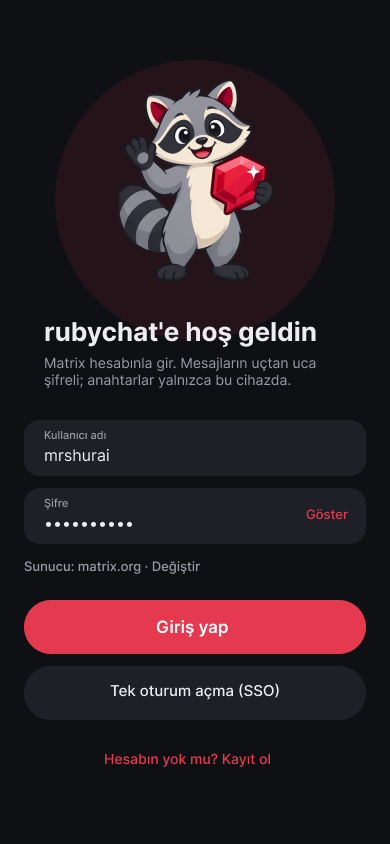 rubychat'e hoş geldin
Matrix hesabınla gir. Mesajların uçtan uca
şifreli; anahtarlar yalnızca bu cihazda.
Kullanıcı adı
mrshurai
Şifre
••••••••••
Göster
Sunucu: matrix.org · Değiştir
Giriş yap
Tek oturum açma (SSO)
Hesabın yok mu? Kayıt ol